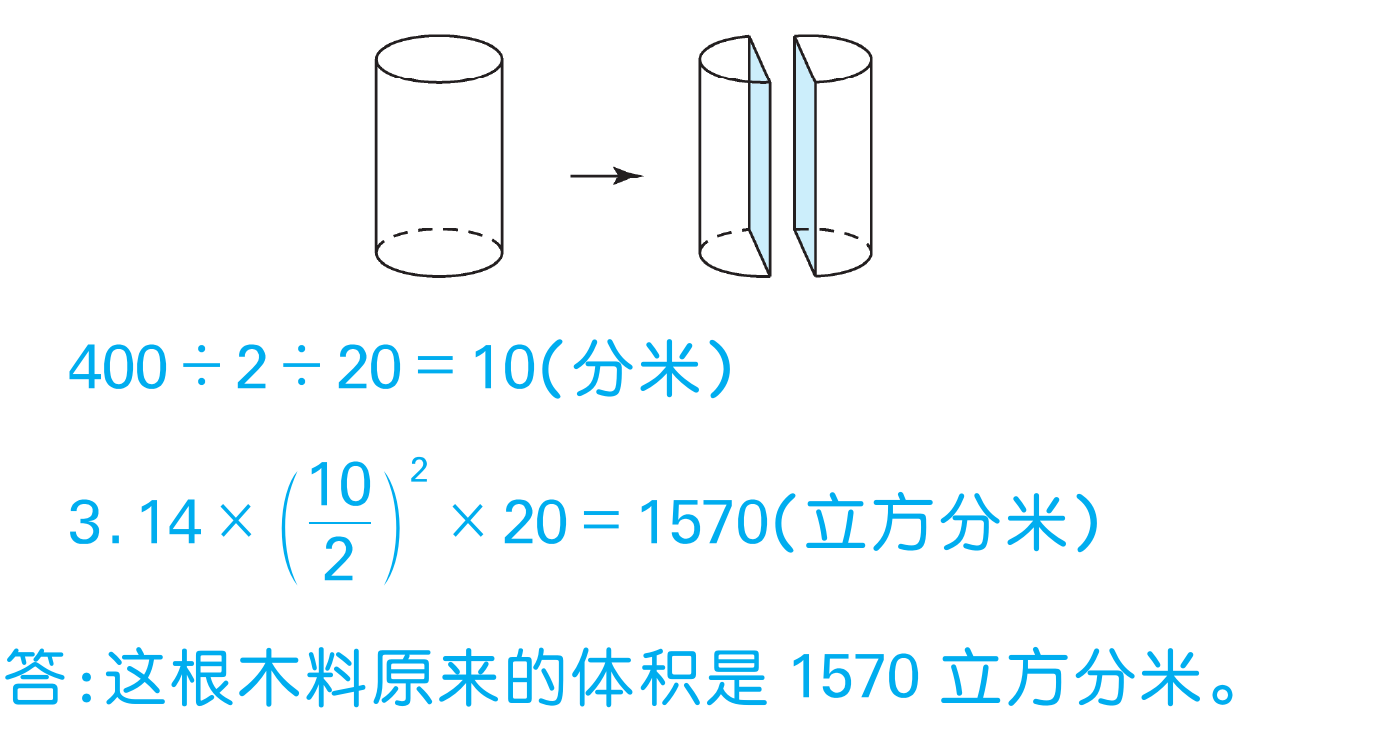 400÷2÷20=10(分米)
3.14×(10/2)²×20=1570(立方分米)
答:这根木料原来的体积是 1570 立方分米。